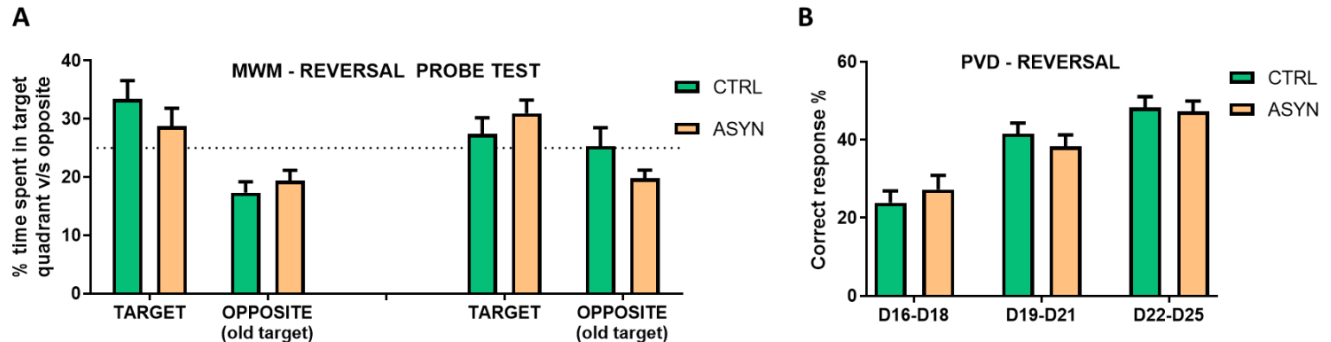 A
MWM - REVERSAL PROBE TEST
% time spent in target
quadrant v/s opposite
40
30
20
10
0
TARGET
OPPOSITE
(old target)
TARGET
OPPOSITE
(old target)
CTRL
ASYN
B
PVD - REVERSAL
Correct response %
60
40
20
0
D16-D18
D19-D21
D22-D25
CTRL
ASYN